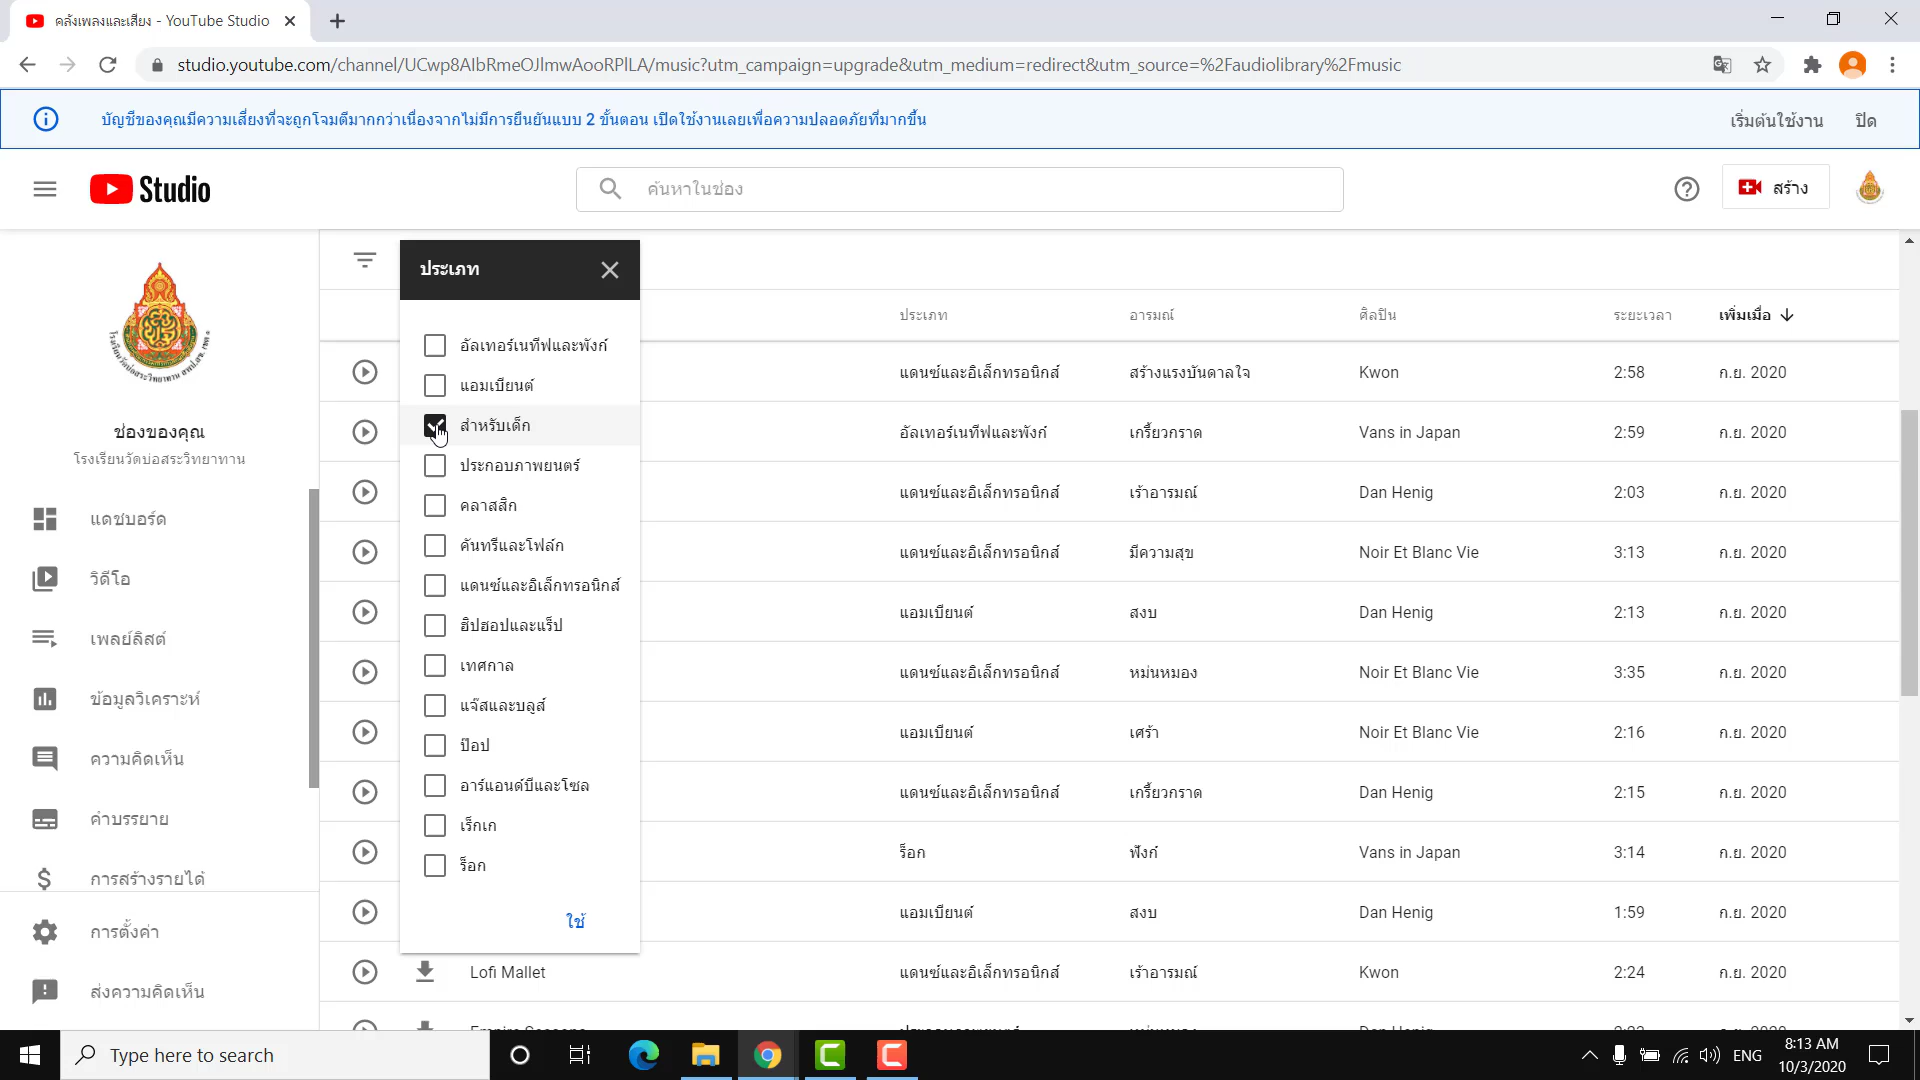 คลังเพลงและเสียง - YouTube Studio
studio.youtube.com/channel/UCwp8AIbRmeOJlmwAooRPlLA/music?utm_campaign=upgrade&utm_medium=redirect&utm_source=%2Faudiolibrary%2Fmusic
บัญชีของคุณมีความเสี่ยงที่จะถูกโจมตีมากกว่าเนื่องจากไม่มีการยืนยันแบบ 2 ขั้นตอน เปิดใช้งานเลยเพื่อความปลอดภัยที่มากขึ้น
เริ่มต้นใช้งาน
ปิด
Studio
ค้นหาในช่อง
สร้าง
ช่องของคุณ
โรงเรียนวัดบ่อสระวิทยาทาน
แดชบอร์ด
วิดีโอ
เพลย์ลิสต์
ข้อมูลวิเคราะห์
ความคิดเห็น
คำบรรยาย
การสร้างรายได้
การตั้งค่า
ส่งความคิดเห็น
ประเภท
อัลเทอร์เนทีฟและพังก์
แอมเบียนต์
สำหรับเด็ก
ประกอบภาพยนตร์
คลาสสิก
คันทรีและโฟล์ก
แดนซ์และอิเล็กทรอนิกส์
ฮิปฮอปและแร็ป
เทศกาล
แจ๊สและบลูส์
ป๊อป
อาร์แอนด์บีและโซล
เร็กเก
ร็อก
ใช้
ประเภท อารมณ์ ศิลปิน ระยะเวลา เพิ่มเมื่อ
แดนซ์และอิเล็กทรอนิกส์ สร้างแรงบันดาลใจ Kwon 2:58 ก.ย. 2020
อัลเทอร์เนทีฟและพังก์ เกรี้ยวกราด Vans in Japan 2:59 ก.ย. 2020
แดนซ์และอิเล็กทรอนิกส์ เร้าอารมณ์ Dan Henig 2:03 ก.ย. 2020
แดนซ์และอิเล็กทรอนิกส์ มีความสุข Noir Et Blanc Vie 3:13 ก.ย. 2020
แอมเบียนต์ สงบ Dan Henig 2:13 ก.ย. 2020
แดนซ์และอิเล็กทรอนิกส์ หม่นหมอง Noir Et Blanc Vie 3:35 ก.ย. 2020
แอมเบียนต์ เศร้า Noir Et Blanc Vie 2:16 ก.ย. 2020
แดนซ์และอิเล็กทรอนิกส์ เกรี้ยวกราด Dan Henig 2:15 ก.ย. 2020
ร็อก ฟังก์ Vans in Japan 3:14 ก.ย. 2020
แอมเบียนต์ สงบ Dan Henig 1:59 ก.ย. 2020
Lofi Mallet แดนซ์และอิเล็กทรอนิกส์ เร้าอารมณ์ Kwon 2:24 ก.ย. 2020
Type here to search
ENG
8:13 AM
10/3/2020